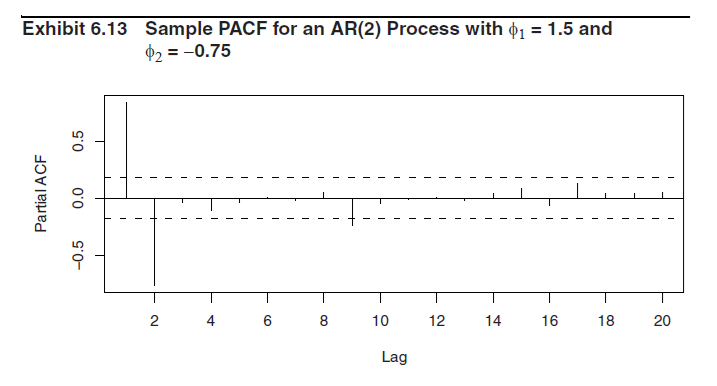 Exhibit 6.13 Sample PACF for an AR(2) Process with ϕ1 = 1.5 and
ϕ2 = −0.75
Partial ACF
0.5
0.0
−0.5
2 4 6 8 10 12 14 16 18 20
Lag